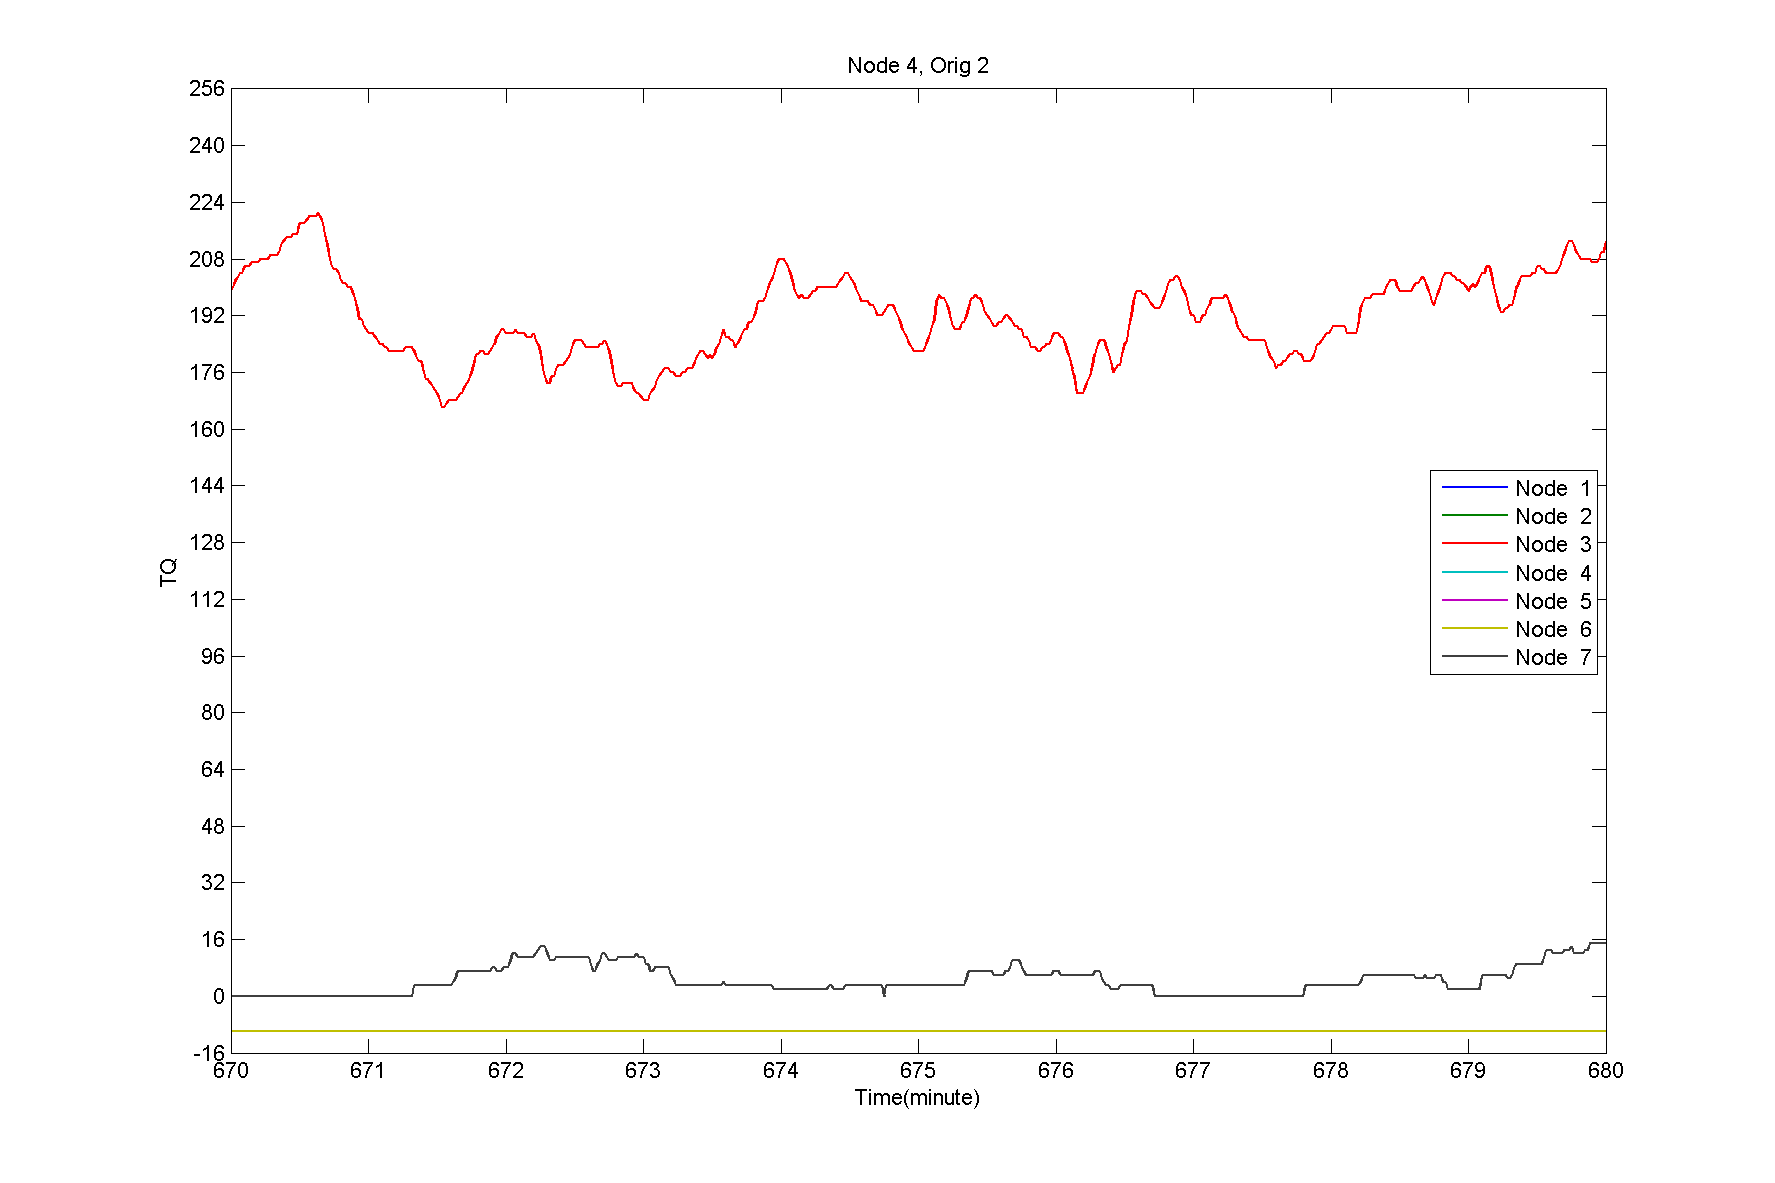 Node 4, Orig 2
256
240
224
208
192
176
160
144
128
112
96
80
64
48
32
16
0
-16
TQ
Node 1
Node 2
Node 3
Node 4
Node 5
Node 6
Node 7
670 671 672 673 674 675 676 677 678 679 680
Time(minute)